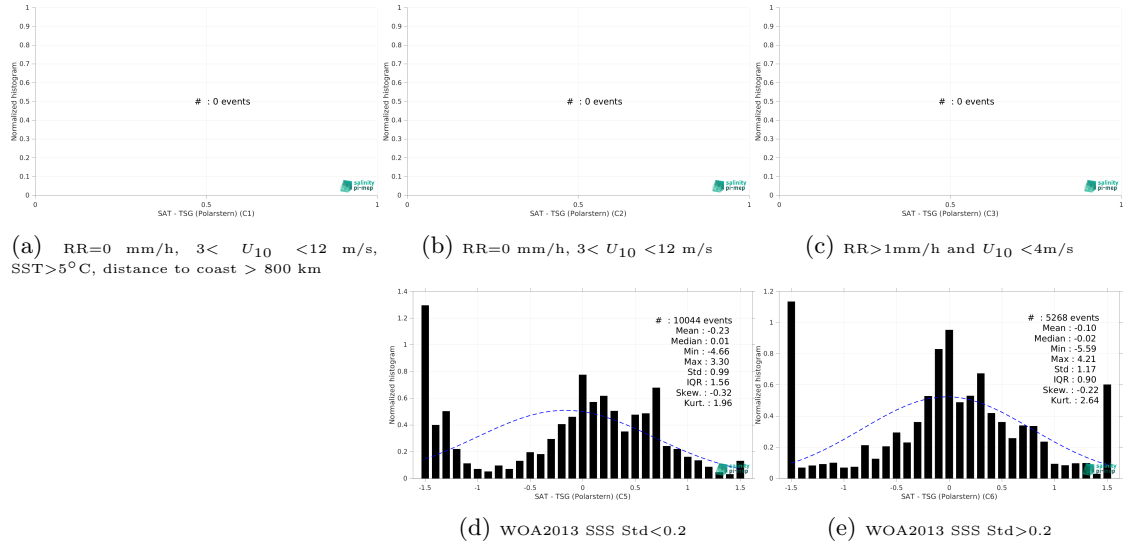 1
0.9
0.8
0.7
0.6
0.5
0.4
0.3
0.2
0.1
0
Normalized histogram
# : 0 events
0 0.5 1
SAT - TSG (Polarstern) (C1)
salinity
pi-mep
1
0.9
0.8
0.7
0.6
0.5
0.4
0.3
0.2
0.1
0
Normalized histogram
# : 0 events
0 0.5 1
SAT - TSG (Polarstern) (C2)
salinity
pi-mep
1
0.9
0.8
0.7
0.6
0.5
0.4
0.3
0.2
0.1
0
Normalized histogram
# : 0 events
0 0.5 1
SAT - TSG (Polarstern) (C3)
salinity
pi-mep
(a) RR=0 mm/h, 3< U10 <12 m/s,
SST>5°C, distance to coast > 800 km
(b) RR=0 mm/h, 3< U10 <12 m/s
(c) RR>1mm/h and U10 <4m/s
1.4
1.2
1
0.8
0.6
0.4
0.2
0
Normalized histogram
# : 10044 events
Mean : -0.23
Median : 0.01
Min : -4.66
Max : 3.30
Std : 0.99
IQR : 1.56
Skew. : -0.32
Kurt. : 1.96
salinity
pi-mep
-1.5 -1 -0.5 0 0.5 1 1.5
SAT - TSG (Polarstern) (C5)
1.2
1
0.8
0.6
0.4
0.2
0
Normalized histogram
# : 5268 events
Mean : -0.10
Median : -0.02
Min : -5.59
Max : 4.21
Std : 1.17
IQR : 0.90
Skew. : -0.22
Kurt. : 2.64
salinity
pi-mep
-1.5 -1 -0.5 0 0.5 1 1.5
SAT - TSG (Polarstern) (C6)
(d) WOA2013 SSS Std<0.2
(e) WOA2013 SSS Std>0.2